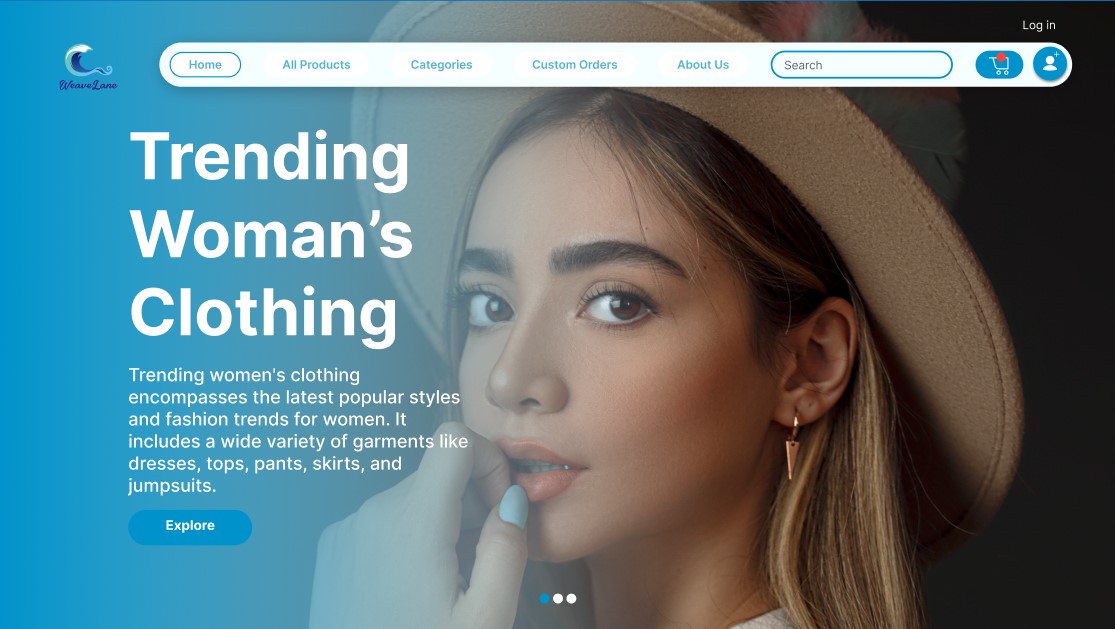 Log in
WeaveLane
Home
All Products
Categories
Custom Orders
About Us
Search
Trending
Woman’s
Clothing
Trending women's clothing
encompasses the latest popular styles
and fashion trends for women. It
includes a wide variety of garments like
dresses, tops, pants, skirts, and
jumpsuits.
Explore